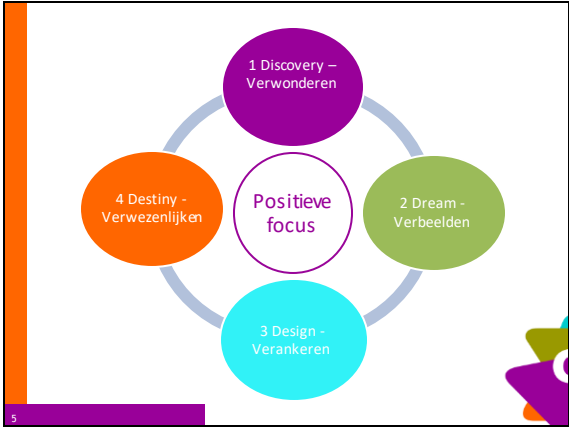 1 Discovery –
Verwonderen
4 Destiny -
Verwezenlijken
Positieve
focus
2 Dream -
Verbeelden
3 Design -
Verankeren
5